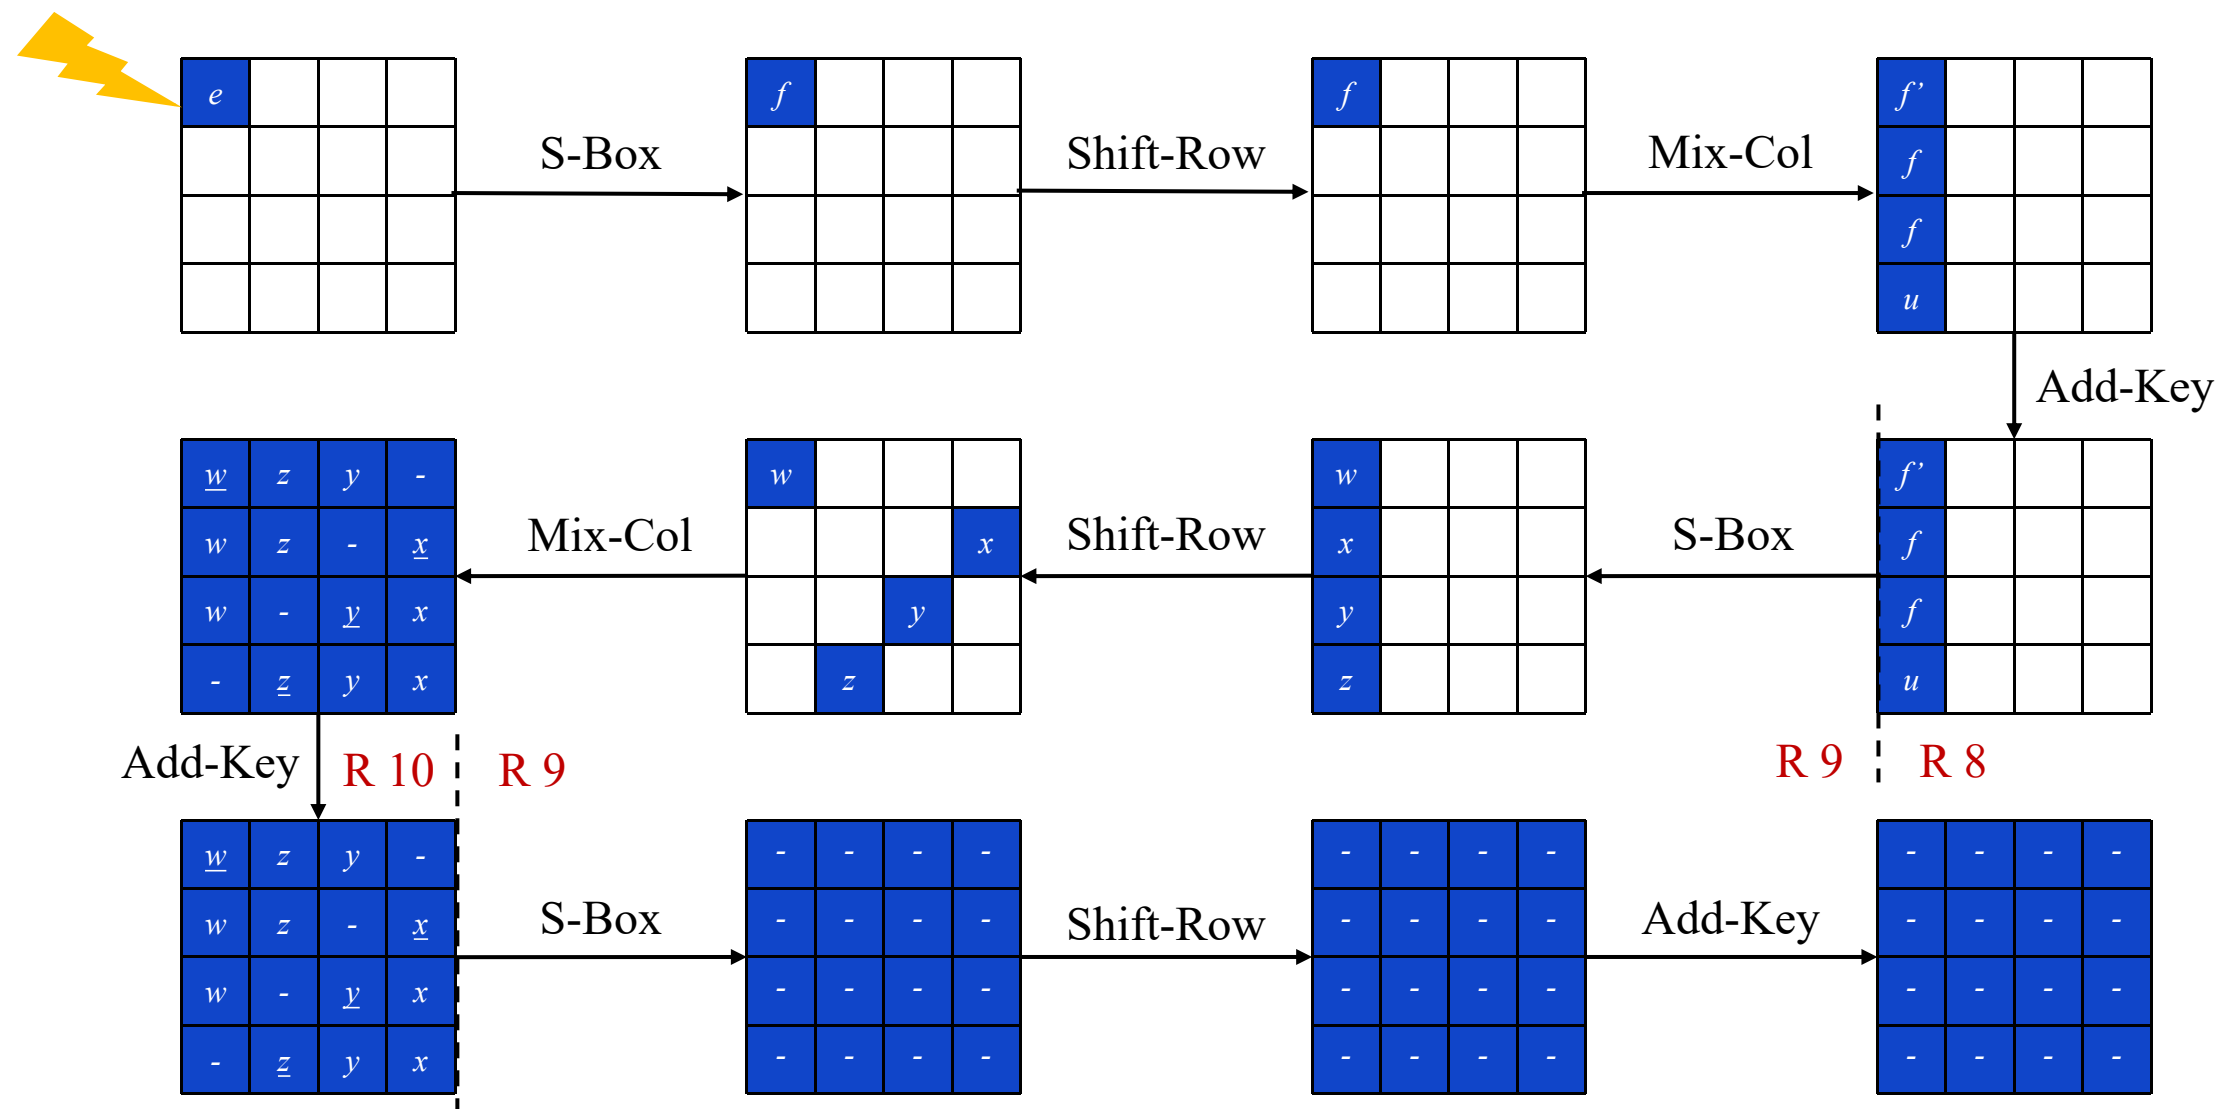 e
f
f
f’
S-Box
Shift-Row
Mix-Col
f
f
u
Add-Key
w z y -
w
w
f’
w z - x
Mix-Col
x
Shift-Row
x
S-Box
f
w - y x
y
y
f
- z y x
z
z
u
Add-Key
R 10
R 9
R 9
R 8
w z y -
- - - -
- - - -
- - - -
w z - x
S-Box
- - - -
Shift-Row
- - - -
Add-Key
- - - -
w - y x
- - - -
- - - -
- - - -
- z y x
- - - -
- - - -
- - - -